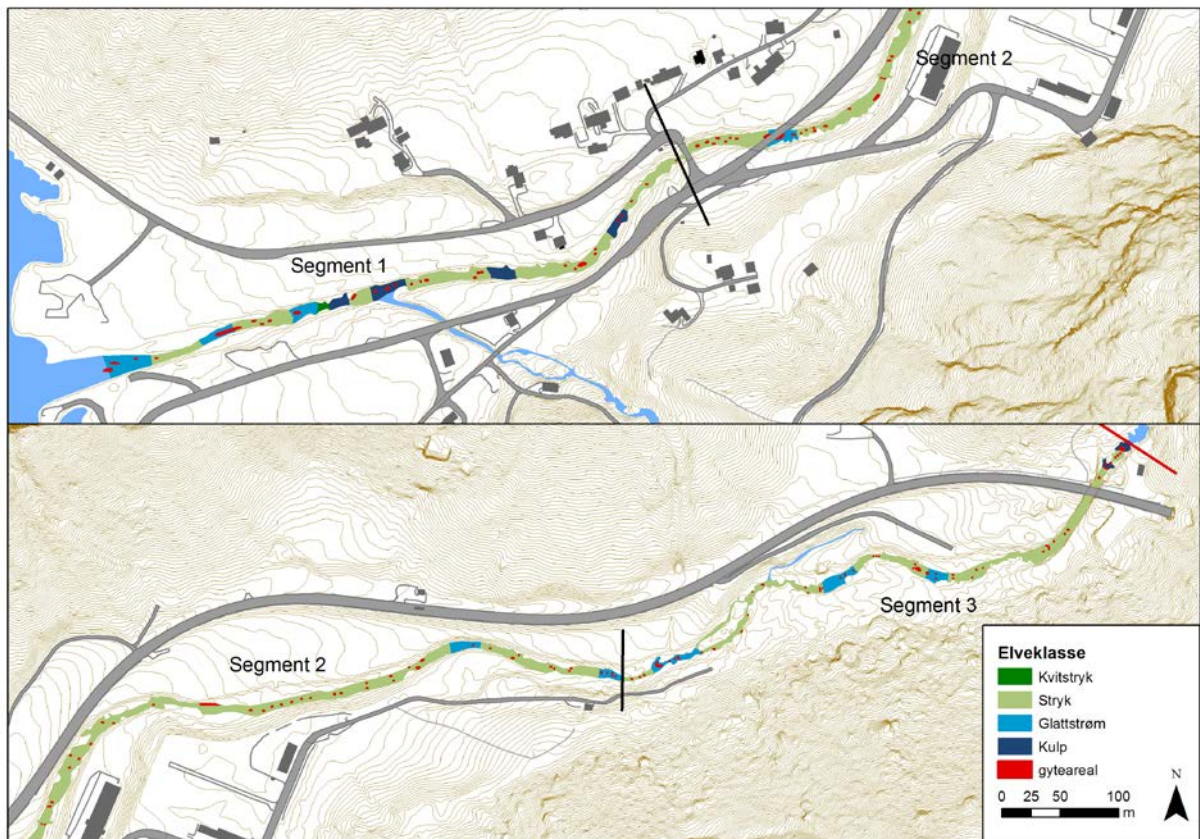 Segment 2
Segment 1
Segment 2
Segment 3
Elveklasse
Kvitstryk
Stryk
Glattstrøm
Kulp
gyteareal
N
0 25 50 100
m